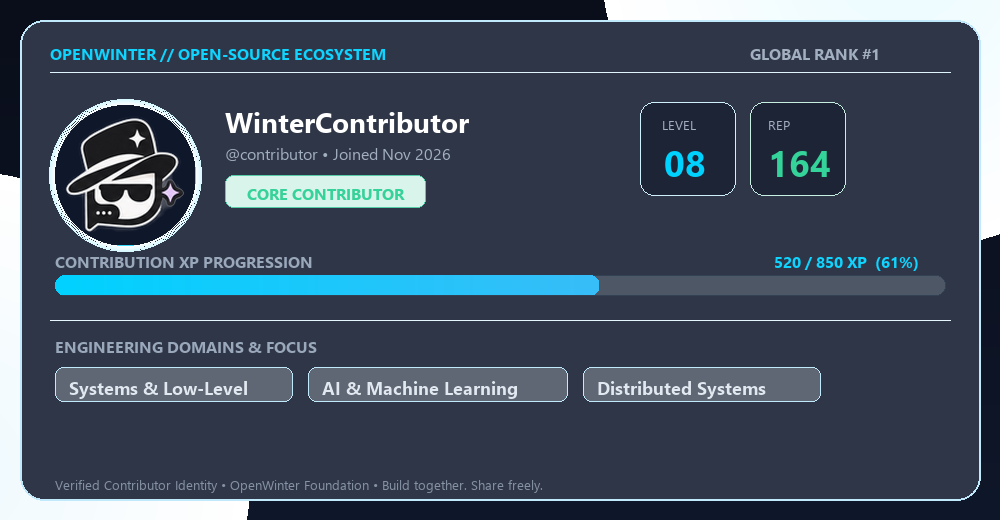 OPENWINTER // OPEN-SOURCE ECOSYSTEM
GLOBAL RANK #1
WinterContributor
@contributor • Joined Nov 2026
CORE CONTRIBUTOR
LEVEL
08
REP
164
CONTRIBUTION XP PROGRESSION
520 / 850 XP (61%)
ENGINEERING DOMAINS & FOCUS
Systems & Low-Level
AI & Machine Learning
Distributed Systems
Verified Contributor Identity • OpenWinter Foundation • Build together. Share freely.